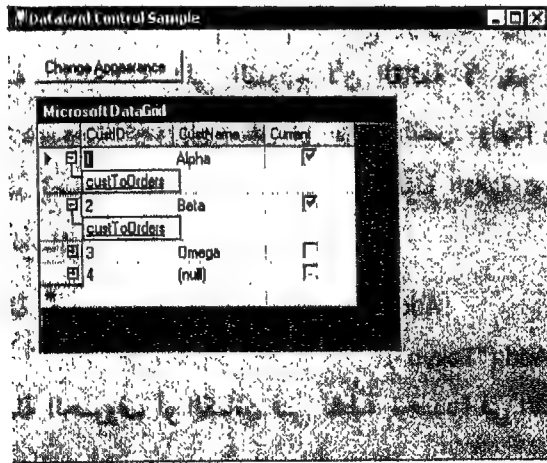 DataGrid Control Sample
Change Appearance
Microsoft DataGrid
CustID CustName Current
1 Alpha
custToOrders
2 Beta
custToOrders
3 Omega
4 (null)
*